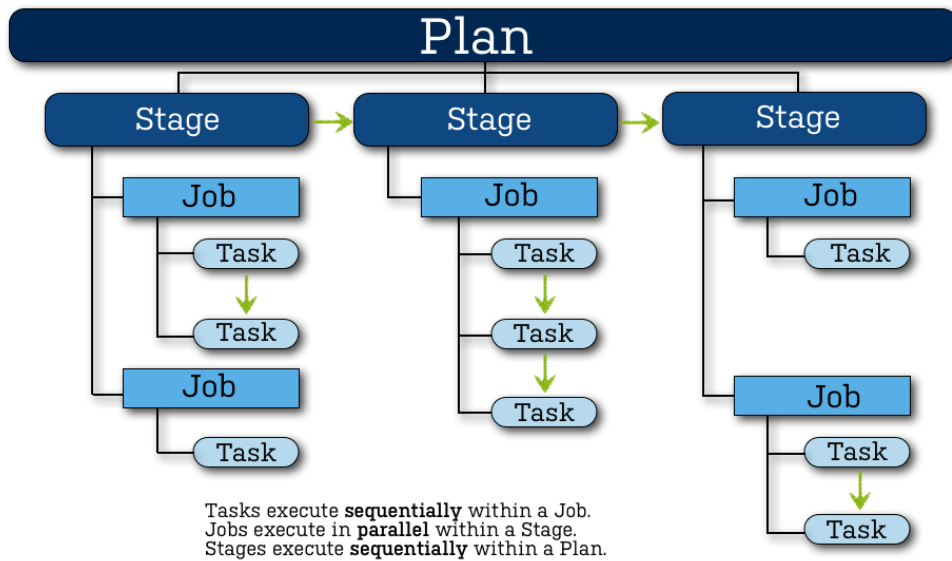 Plan
Stage
Stage
Stage
Job
Task
Task
Job
Task
Job
Task
Task
Task
Job
Task
Job
Task
Task
Tasks execute sequentially within a Job.
Jobs execute in parallel within a Stage.
Stages execute sequentially within a Plan.